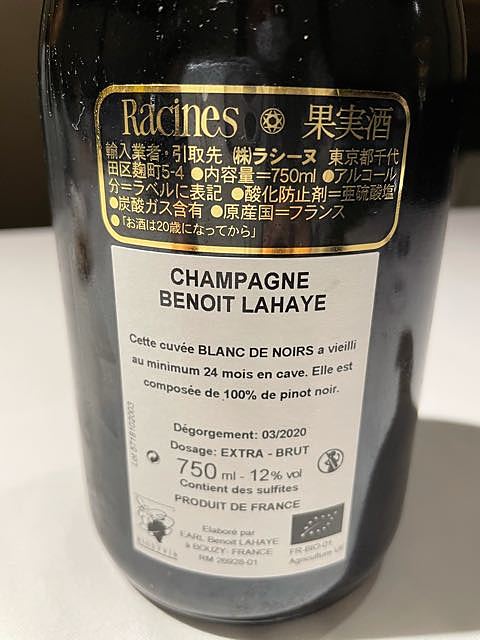 Racines 果実酒
輸入業者・引取先 (株)ラシーヌ 東京都千代
田区麹町5-4 ●内容量=750ml ●アルコール
分=ラベルに表記 ●酸化防止剤=亜硫酸塩
●炭酸ガス含有 ●原産国=フランス
●「お酒は20歳になってから」
CHAMPAGNE
BENOIT LAHAYE
Cette cuvée BLANC DE NOIRS a vieilli
au minimum 24 mois en cave. Elle est
composée de 100% de pinot noir.
Dégorgement: 03/2020
Dosage: EXTRA - BRUT
750 ml - 12% vol
Contient des sulfites
PRODUIT DE FRANCE
Elaboré par
EARL Benoit LAHAYE
à BOUZY- FRANCE
RM 26928-01
FR-BIO-01
Agriculture UE